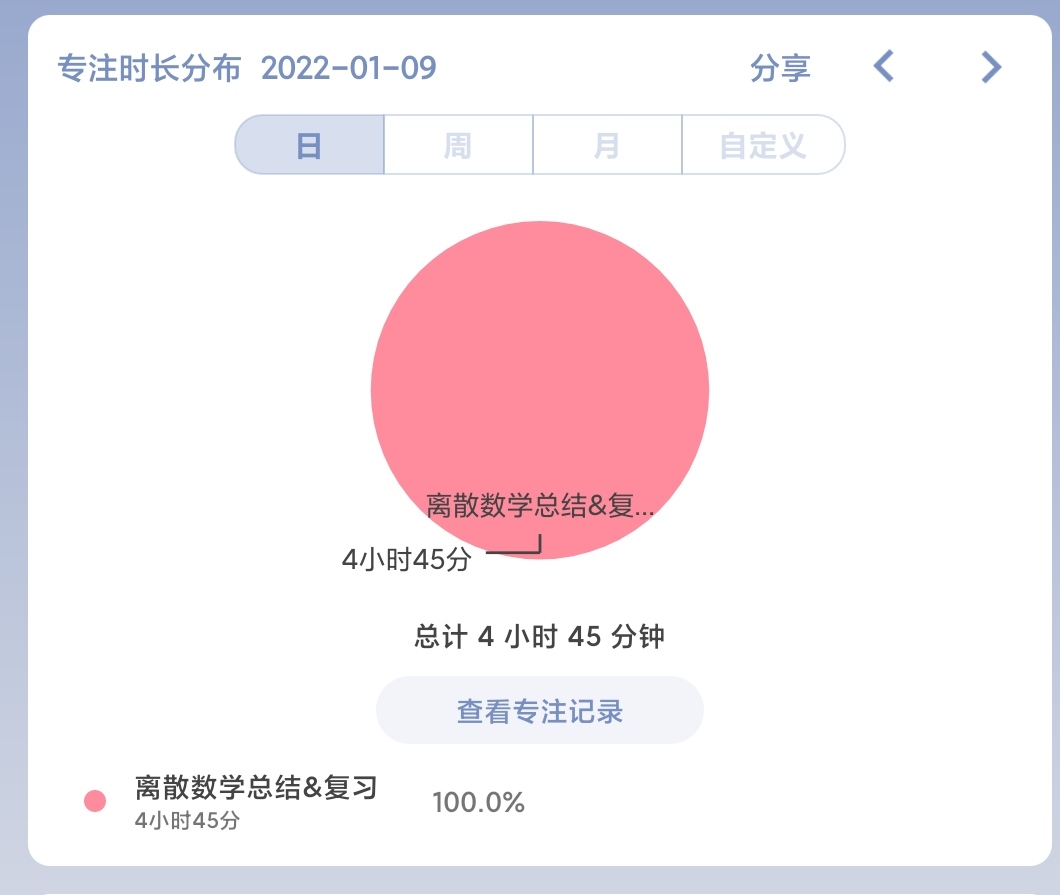 专注时长分布 2022-01-09 分享
日 周 月 自定义
离散数学总结&复...
4小时45分
总计 4 小时 45 分钟
查看专注记录
离散数学总结&复习 100.0%
4小时45分